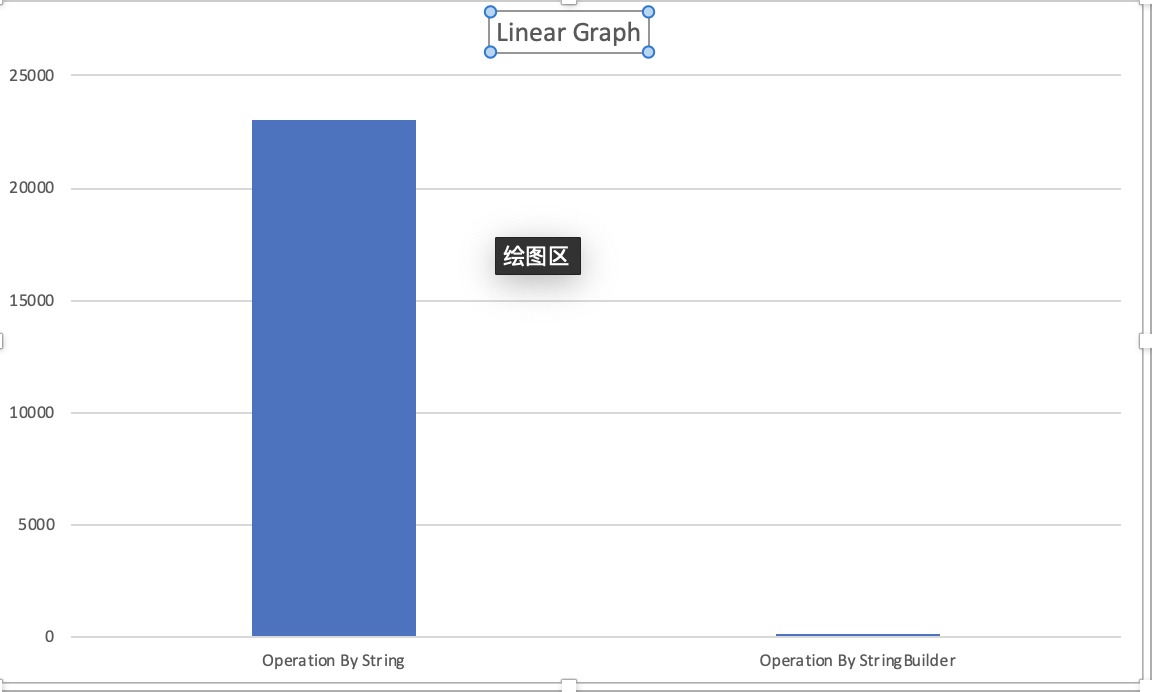 Linear Graph
25000
20000
绘图区
15000
10000
5000
0
Operation By String
Operation By StringBuilder